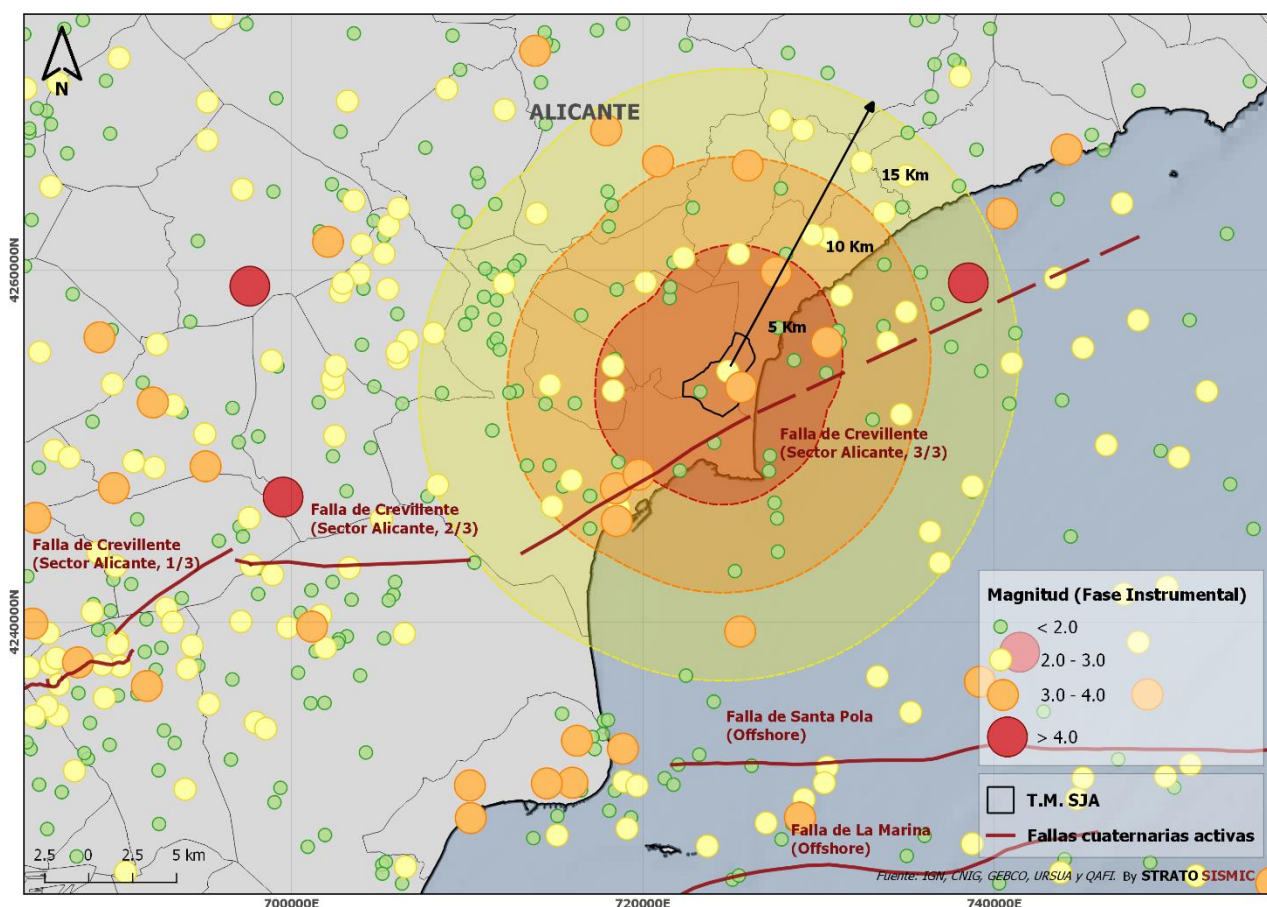 N
ALICANTE
15 Km
10 Km
5 Km
4260000N
4240000N
Falla de Crevillente
(Sector Alicante, 3/3)
Falla de Crevillente
(Sector Alicante, 2/3)
Falla de Crevillente
(Sector Alicante, 1/3)
Falla de Santa Pola
(Offshore)
Falla de La Marina
(Offshore)
Magnitud (Fase Instrumental)
< 2.0
2.0 - 3.0
3.0 - 4.0
> 4.0
T.M. SJA
Fallas cuaternarias activas
2.5 0 2.5 5 km
Fuente: IGN, CNIG, GEBCO, URSUA y QAFI. By STRATO SISMIC
700000E 720000E 740000E